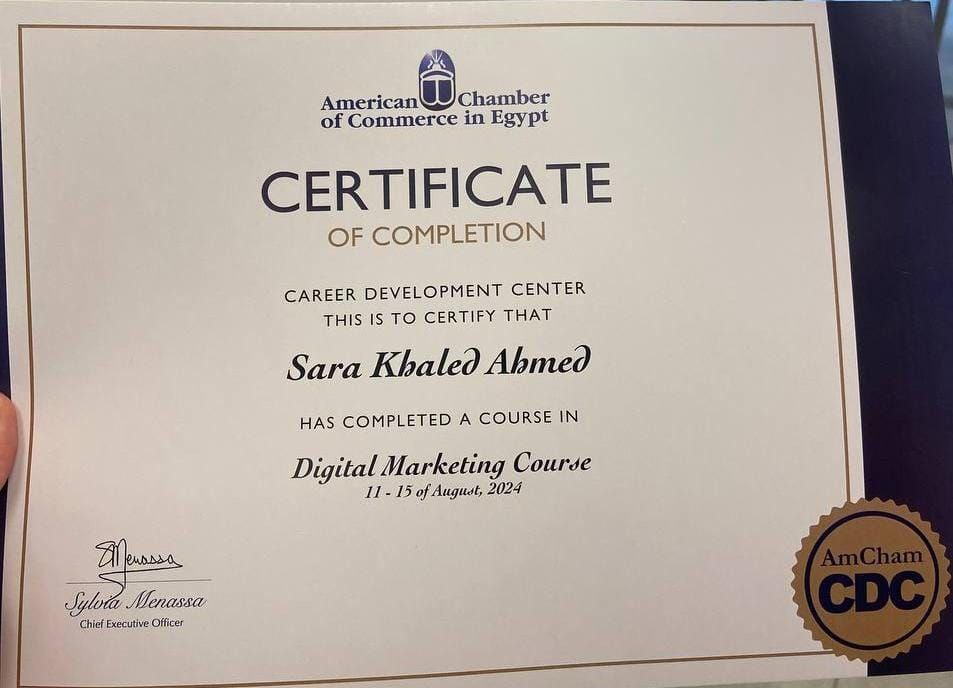 American Chamber
of Commerce in Egypt
CERTIFICATE
OF COMPLETION
CAREER DEVELOPMENT CENTER
THIS IS TO CERTIFY THAT
Sara Khaled Ahmed
HAS COMPLETED A COURSE IN
Digital Marketing Course
11 - 15 of August, 2024
SMenassa
Sylvia Menassa
Chief Executive Officer
AmCham
CDC